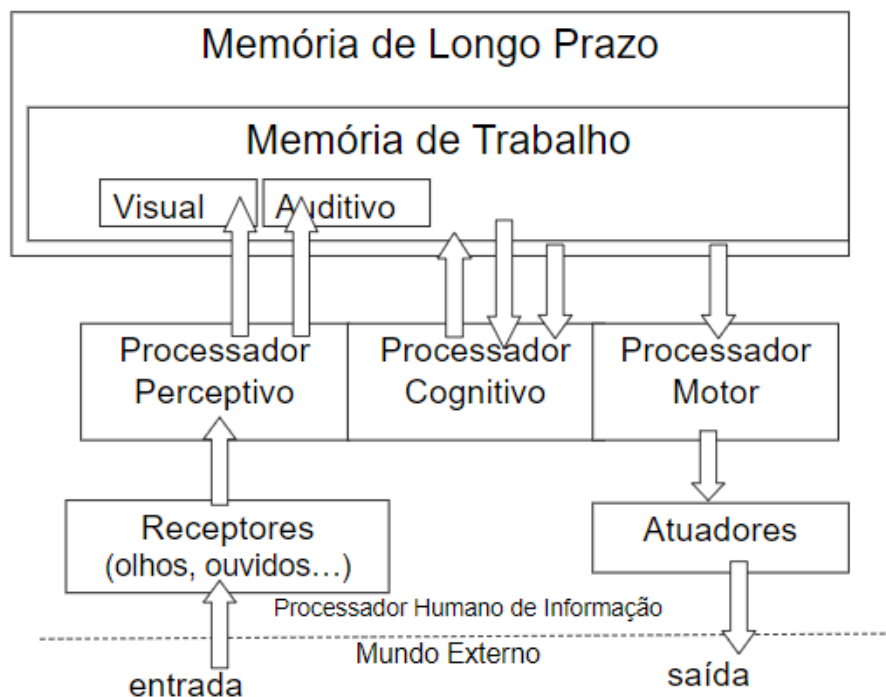 Memória de Longo Prazo
Memória de Trabalho
Visual
Auditivo
Processador
Perceptivo
Processador
Cognitivo
Processador
Motor
Receptores
(olhos, ouvidos…)
Atuadores
Processador Humano de Informação
Mundo Externo
entrada
saída